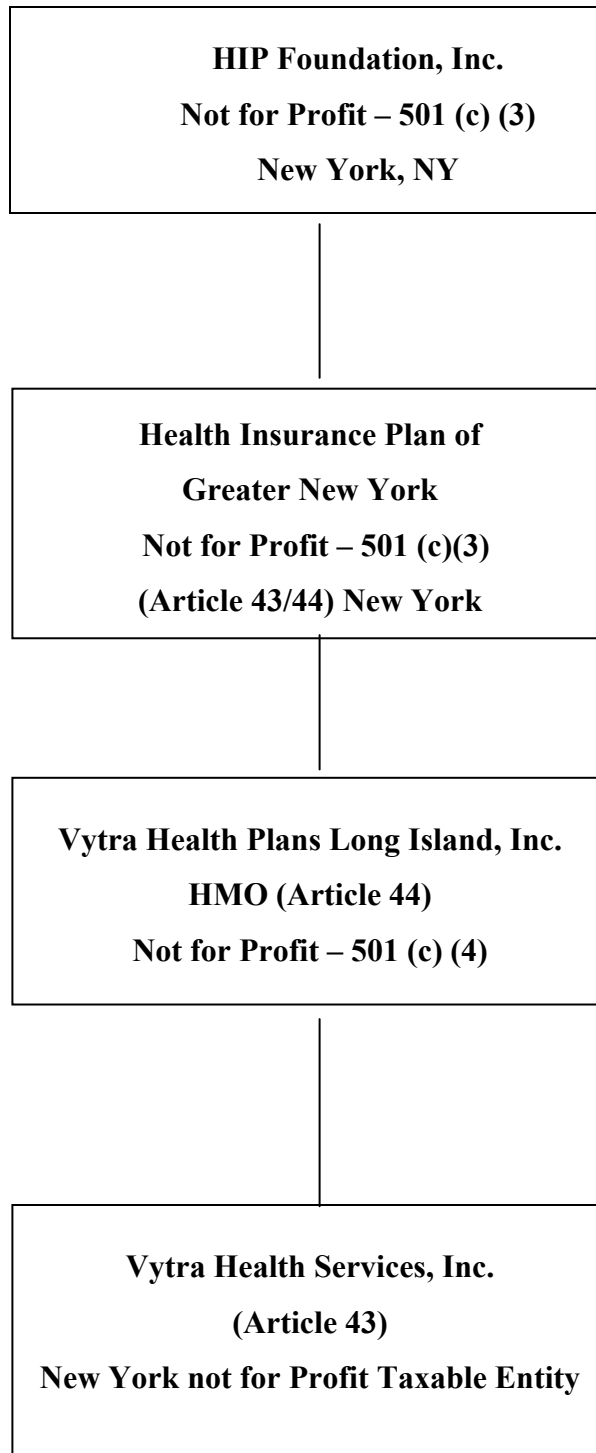 HIP Foundation, Inc.
Not for Profit – 501 (c) (3)
New York, NY
Health Insurance Plan of
Greater New York
Not for Profit – 501 (c)(3)
(Article 43/44) New York
Vytra Health Plans Long Island, Inc.
HMO (Article 44)
Not for Profit – 501 (c) (4)
Vytra Health Services, Inc.
(Article 43)
New York not for Profit Taxable Entity